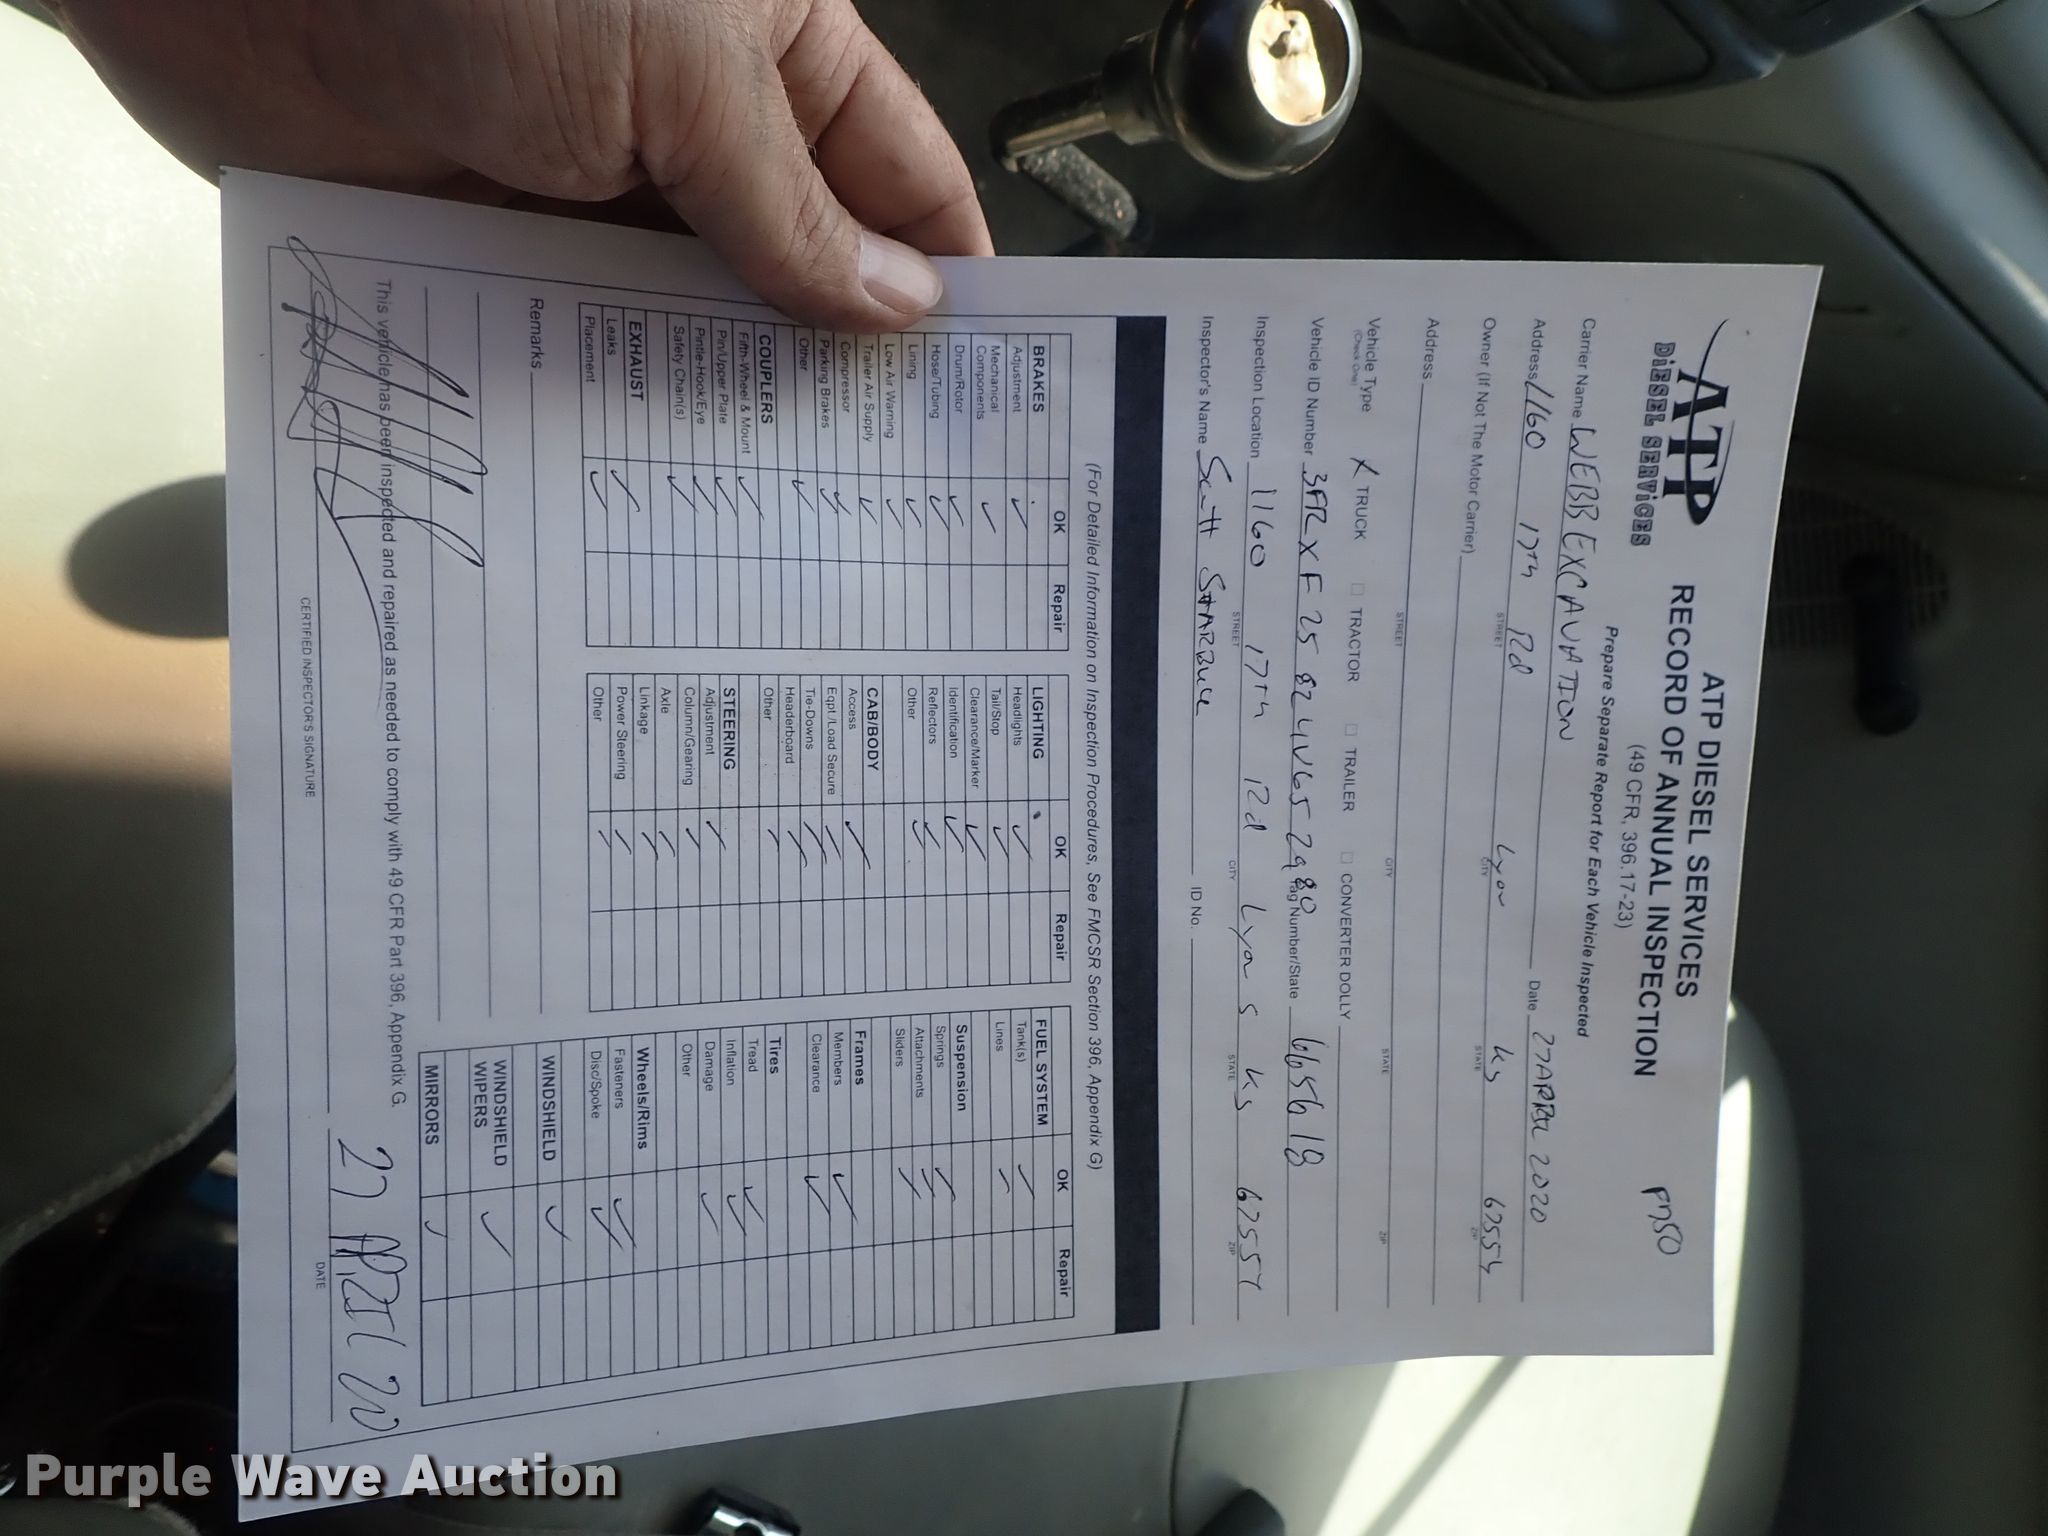 ATP
DIESEL SERVICES
ATP DIESEL SERVICES
RECORD OF ANNUAL INSPECTION
(49 CFR, 396.17-23)
Prepare Separate Report for Each Vehicle Inspected
Carrier Name WEBB EXCAVATION
Address 1160 17th Rd Lyon Ks 67554
Date 27 APRIL 2020
STREET CITY STATE ZIP
Owner (If Not The Motor Carrier)
Address
STREET CITY STATE ZIP
Vehicle Type X TRUCK TRACTOR TRAILER CONVERTER DOLLY
(Check One)
Vehicle ID Number Tag Number/State 665618
Inspection Location 1160 17th Rd Lyons Ks 67554
STREET CITY STATE ZIP
Inspector's Name Scott ID No.
(For Detailed Information on Inspection Procedures, See FMCSR Section 396, Appendix G)
BRAKES OK Repair
Adjustment
Mechanical Components
Drum/Rotor
Hose/Tubing
Lining
Low Air Warning
Trailer Air Supply
Compressor
Parking Brakes
Other
COUPLERS
Fifth-Wheel & Mount
Pin/Upper Plate
Pintle-Hook/Eye
Safety Chain(s)
EXHAUST
Leaks
Placement
LIGHTING OK Repair
Headlights
Tail/Stop
Clearance/Marker
Identification
Reflectors
Other
CAB/BODY
Access
Eqpt./Load Secure
Tie-Downs
Headerboard
Other
STEERING
Adjustment
Column/Gearing
Axle
Linkage
Power Steering
Other
FUEL SYSTEM OK Repair
Tank(s)
Lines
Suspension
Springs
Attachments
Sliders
Frames
Members
Clearance
Tires
Tread
Inflation
Damage
Other
Wheels/Rims
Fasteners
Disc/Spoke
WINDSHIELD
WINDSHIELD WIPERS
MIRRORS
Remarks
This vehicle has been inspected and repaired as needed to comply with 49 CFR Part 396, Appendix G.
27 APRIL 20
CERTIFIED INSPECTOR'S SIGNATURE DATE
Purple Wave Auction